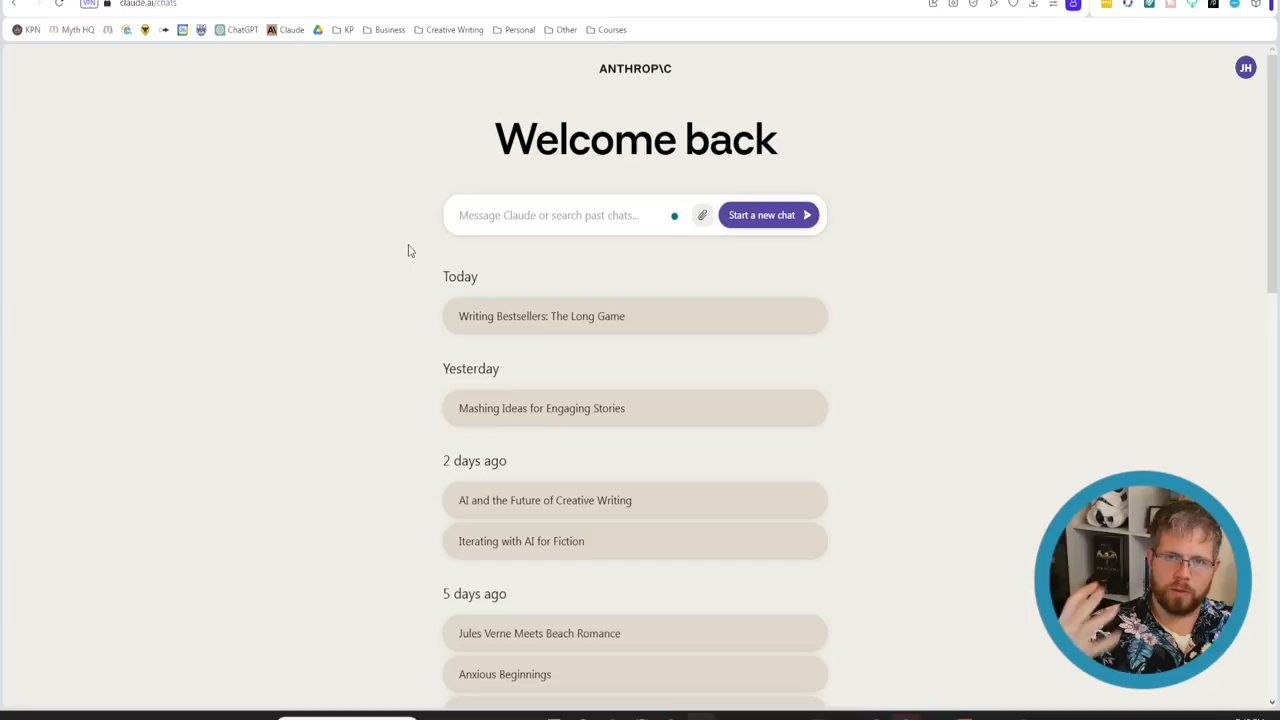 VPN
claude.ai/chats
KPN Myth HQ ChatGPT Claude KP Business Creative Writing Personal Other Courses
ANTHROP\C
JH
Welcome back
Message Claude or search past chats...
Start a new chat
Today
Writing Bestsellers: The Long Game
Yesterday
Mashing Ideas for Engaging Stories
2 days ago
AI and the Future of Creative Writing
Iterating with AI for Fiction
5 days ago
Jules Verne Meets Beach Romance
Anxious Beginnings